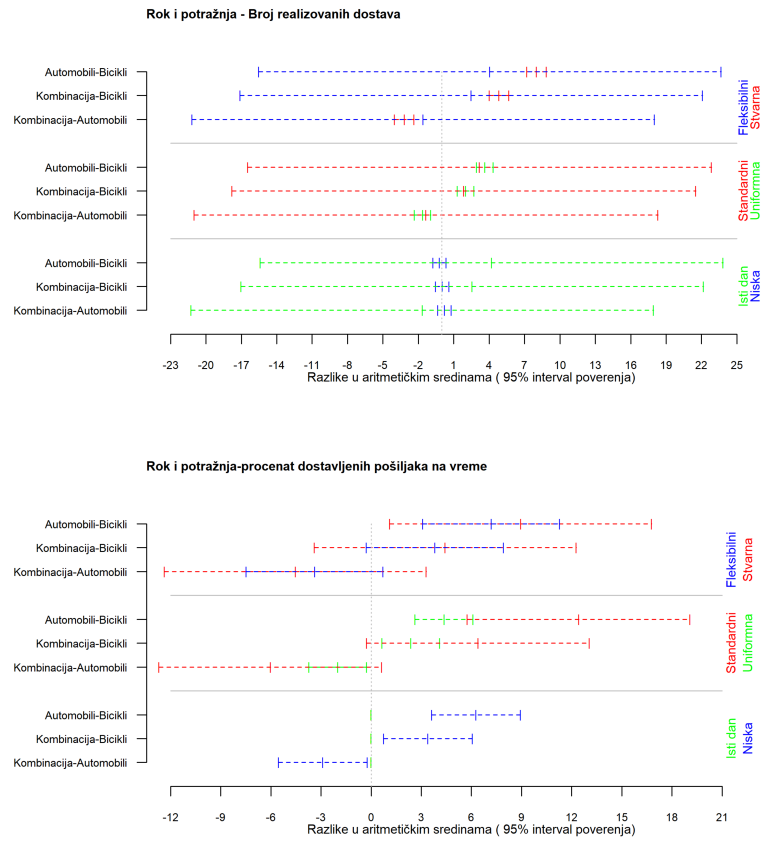 Rok i potražnja - Broj realizovanih dostava
Automobili-Bicikli
Kombinacija-Bicikli
Kombinacija-Automobili
Fleksibilni
Stvarna
Automobili-Bicikli
Kombinacija-Bicikli
Kombinacija-Automobili
Standardni
Uniformna
Automobili-Bicikli
Kombinacija-Bicikli
Kombinacija-Automobili
Isti dan
Niska
-23 -20 -17 -14 -11 -8 -5 -2 1 4 7 10 13 16 19 22 25
Razlike u aritmetičkim sredinama ( 95% interval poverenja)
Rok i potražnja-procenat dostavljenih pošiljaka na vreme
Automobili-Bicikli
Kombinacija-Bicikli
Kombinacija-Automobili
Fleksibilni
Stvarna
Automobili-Bicikli
Kombinacija-Bicikli
Kombinacija-Automobili
Standardni
Uniformna
Automobili-Bicikli
Kombinacija-Bicikli
Kombinacija-Automobili
Isti dan
Niska
-12 -9 -6 -3 0 3 6 9 12 15 18 21
Razlike u aritmetičkim sredinama ( 95% interval poverenja)